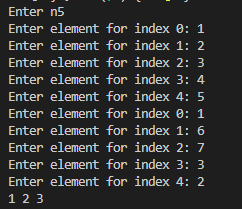 Enter n5
Enter element for index 0: 1
Enter element for index 1: 2
Enter element for index 2: 3
Enter element for index 3: 4
Enter element for index 4: 5
Enter element for index 0: 1
Enter element for index 1: 6
Enter element for index 2: 7
Enter element for index 3: 3
Enter element for index 4: 2
1 2 3